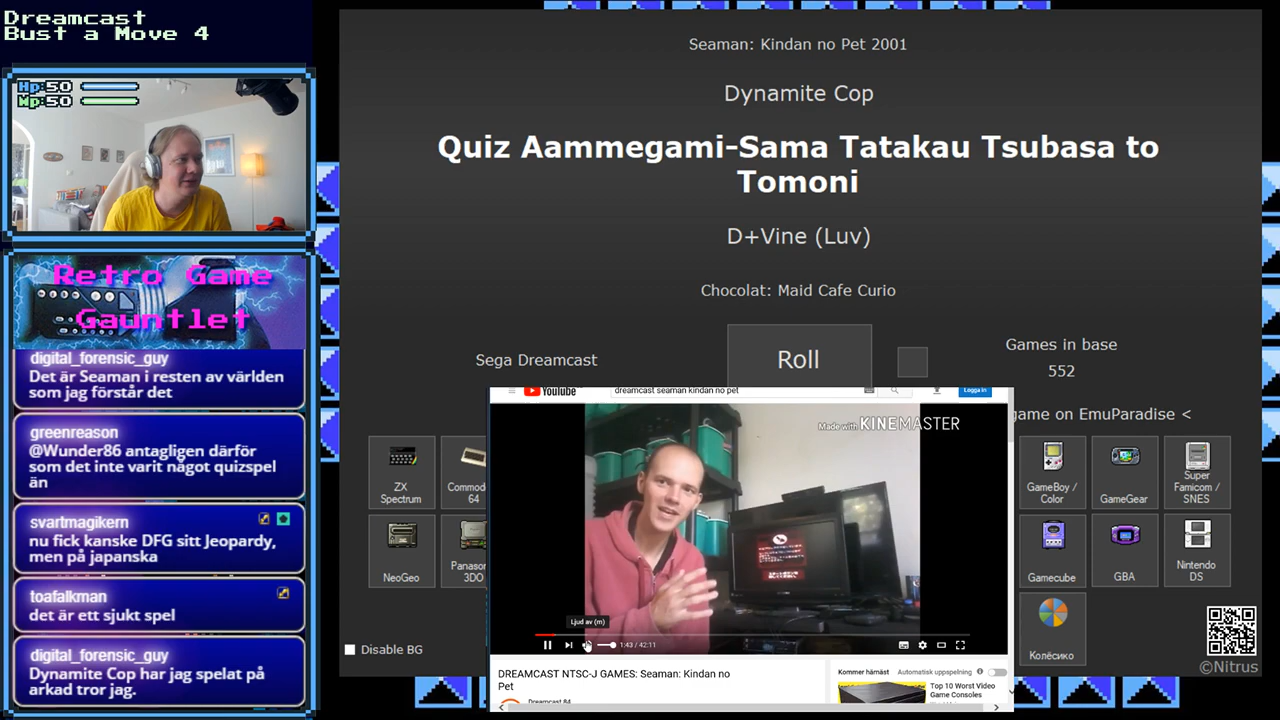 Dreamcast
Bust a Move 4
Hp:50
Mp:50
Retro Game
Gauntlet
digital_forensic_guy
Det är Seaman i resten av världen
som jag förstår det
greenreason
@Wunder86 antagligen därför
som det inte varit något quizspel
än
svartmagikern
nu fick kanske DFG sitt Jeopardy,
men på japanska
toafalkman
det är ett sjukt spel
digital_forensic_guy
Dynamite Cop har jag spelat på
arkad tror jag.
Seaman: Kindan no Pet 2001
Dynamite Cop
Quiz Aammegami-Sama Tatakau Tsubasa to
Tomoni
D+Vine (Luv)
Chocolat: Maid Cafe Curio
Sega Dreamcast
Roll
Games in base
552
game on EmuParadise <
YouTube
dreamcast seaman kindan no pet
Logga in
Made with KINEMASTER
Ljud av (m)
1:43 / 42:11
DREAMCAST NTSC-J GAMES: Seaman: Kindan no
Pet
Dreamcast 84
Kommer härnäst
Automatisk uppspelning
Top 10 Worst Video
Game Consoles
ZX
Spectrum
Commod
64
NeoGeo
Panaso
3DO
GameBoy /
Color
GameGear
Super
Famicom /
SNES
Gamecube
GBA
Nintendo
DS
Колёсико
Disable BG
©Nitrus